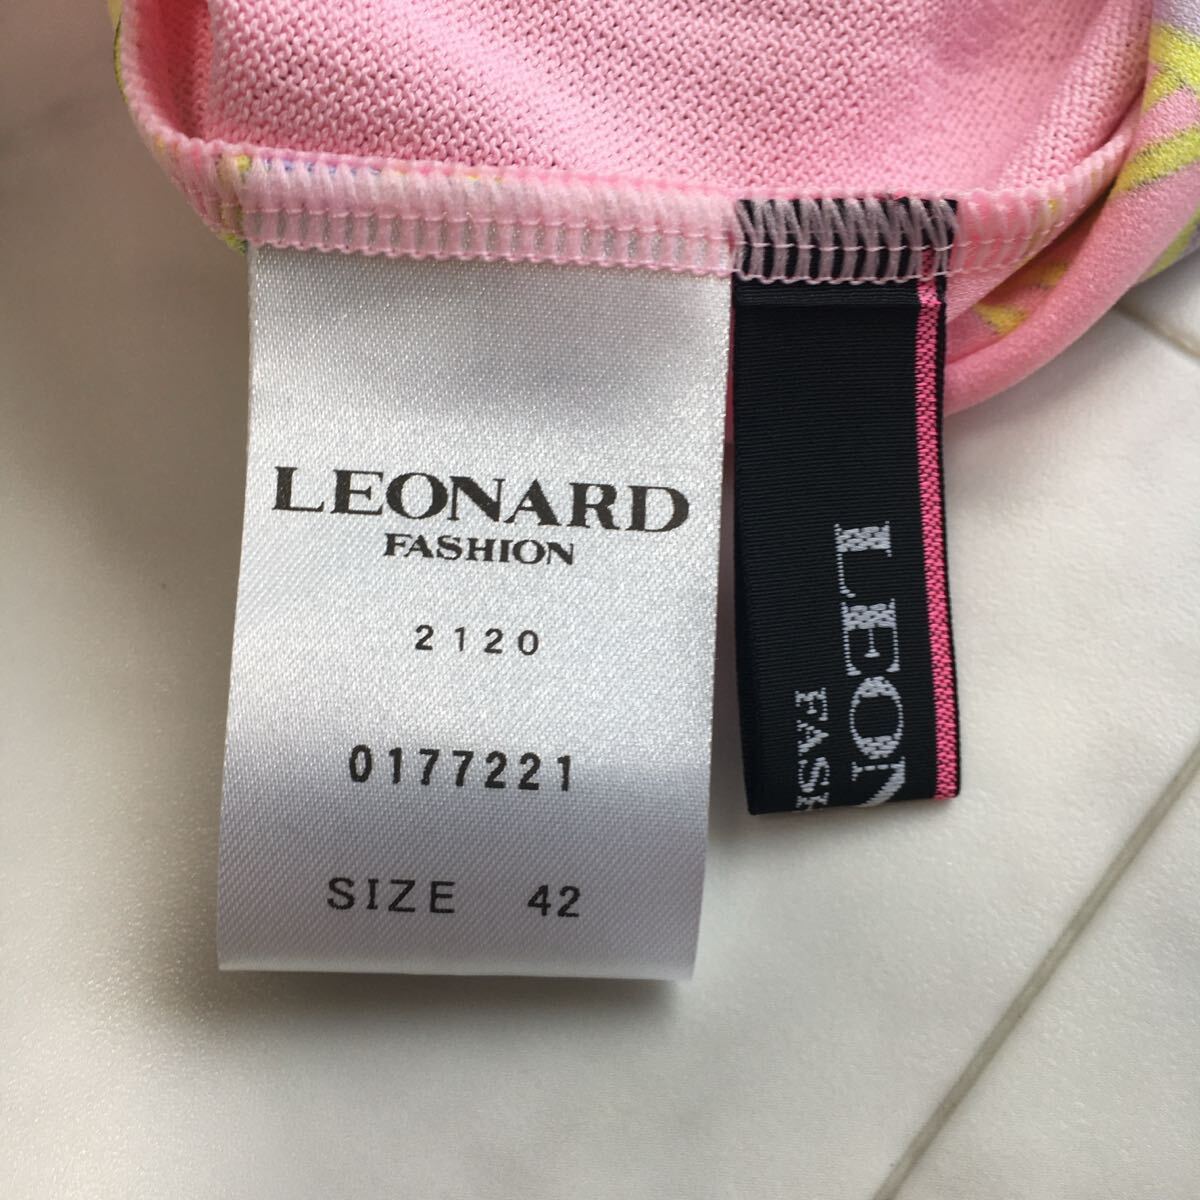 LEONARD
FASHION
2120
0177221
SIZE 42
LEON
FASH